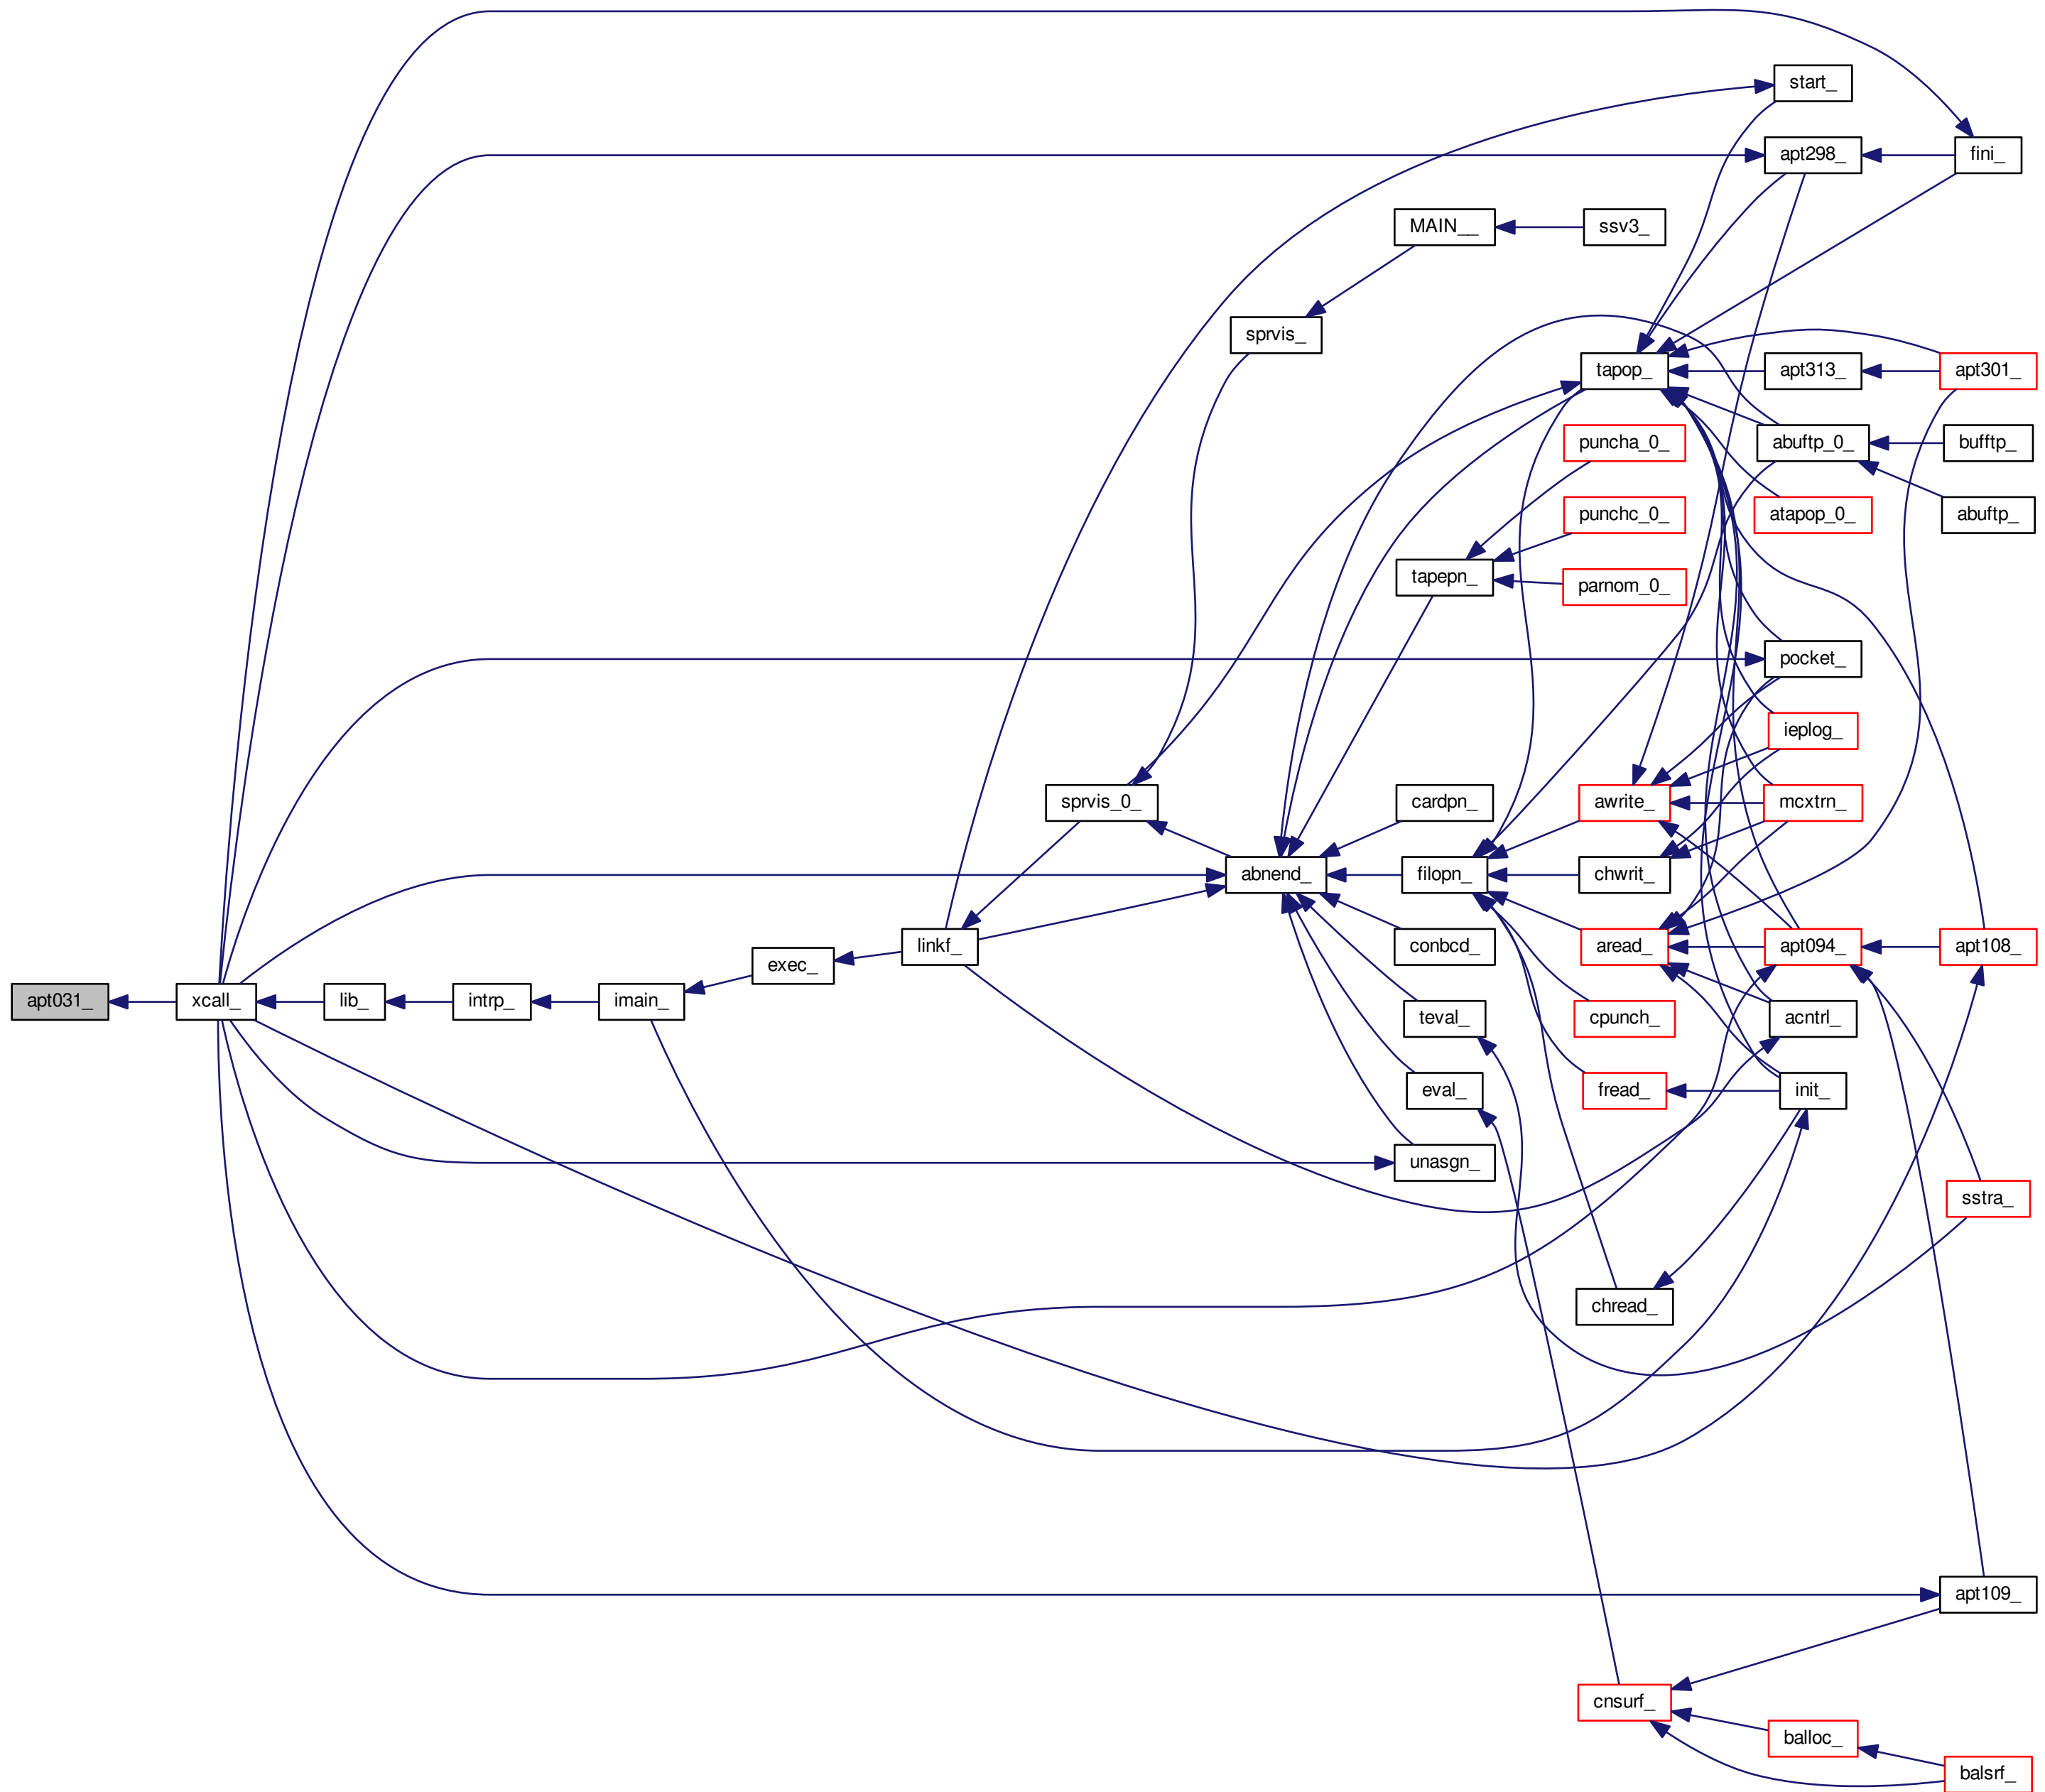 start_
apt298_
fini_
MAIN__
ssv3_
sprvis_
tapop_
apt313_
apt301_
puncha_0_
abuftp_0_
bufftp_
punchc_0_
atapop_0_
abuftp_
tapepn_
parnom_0_
pocket_
ieplog_
sprvis_0_
cardpn_
awrite_
mcxtrn_
abnend_
filopn_
chwrit_
linkf_
conbcd_
aread_
apt094_
apt108_
exec_
apt031_
xcall_
lib_
intrp_
imain_
teval_
cpunch_
acntrl_
eval_
fread_
init_
unasgn_
sstra_
chread_
apt109_
cnsurf_
balloc_
balsrf_